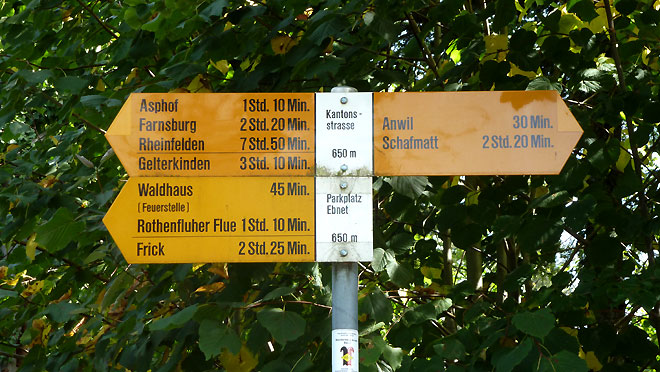 Asphof 1 Std. 10 Min.
Farnsburg 2 Std. 20 Min.
Rheinfelden 7 Std. 50 Min.
Gelterkinden 3 Std. 10 Min.
Kantons-
strasse
650 m
Anwil 30 Min.
Schafmatt 2 Std. 20 Min.
Waldhaus 45 Min.
( Feuerstelle )
Rothenfluher Flue 1 Std. 10 Min.
Frick 2 Std. 25 Min.
Parkplatz
Ebnet
650 m